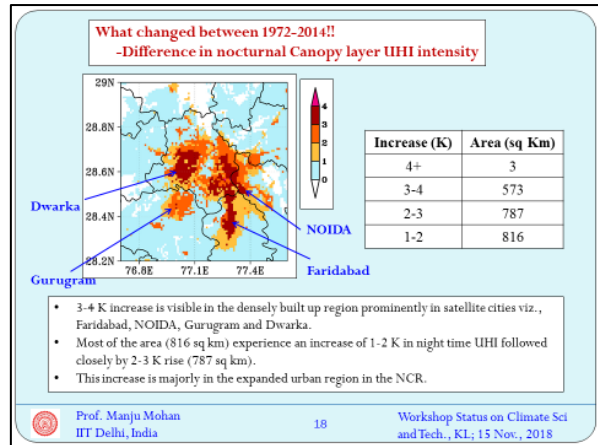 What changed between 1972-2014!!
-Difference in nocturnal Canopy layer UHI intensity
29N
28.8N
28.6N
28.4N
28.2N
76.8E 77.1E 77.4E
4
3
2
1
0
Dwarka
Gurugram
NOIDA
Faridabad
Increase (K) Area (sq Km)
4+ 3
3-4 573
2-3 787
1-2 816
• 3-4 K increase is visible in the densely built up region prominently in satellite cities viz.,
Faridabad, NOIDA, Gurugram and Dwarka.
• Most of the area (816 sq km) experience an increase of 1-2 K in night time UHI followed
closely by 2-3 K rise (787 sq km).
• This increase is majorly in the expanded urban region in the NCR.
Prof. Manju Mohan
IIT Delhi, India
18
Workshop Status on Climate Sci
and Tech., KL; 15 Nov., 2018